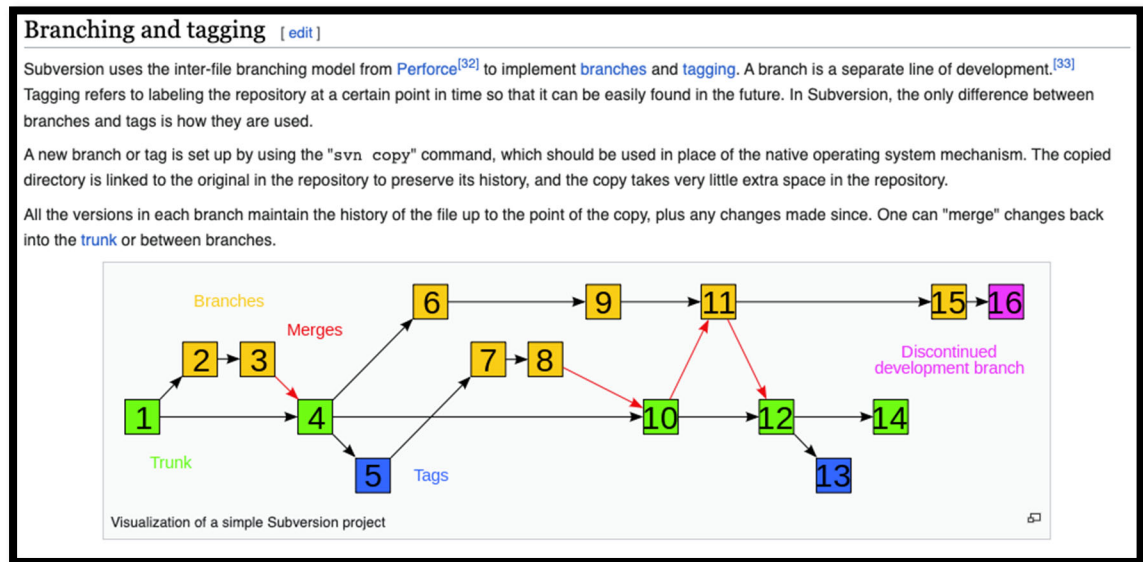 Branching and tagging [ edit ]
Subversion uses the inter-file branching model from Perforce[32] to implement branches and tagging. A branch is a separate line of development.[33]
Tagging refers to labeling the repository at a certain point in time so that it can be easily found in the future. In Subversion, the only difference between
branches and tags is how they are used.
A new branch or tag is set up by using the "svn copy" command, which should be used in place of the native operating system mechanism. The copied
directory is linked to the original in the repository to preserve its history, and the copy takes very little extra space in the repository.
All the versions in each branch maintain the history of the file up to the point of the copy, plus any changes made since. One can "merge" changes back
into the trunk or between branches.
Branches
6 9 11 15 16
Merges
2 3 7 8
Discontinued
development branch
1 4 10 12 14
Trunk
5 Tags 13
Visualization of a simple Subversion project